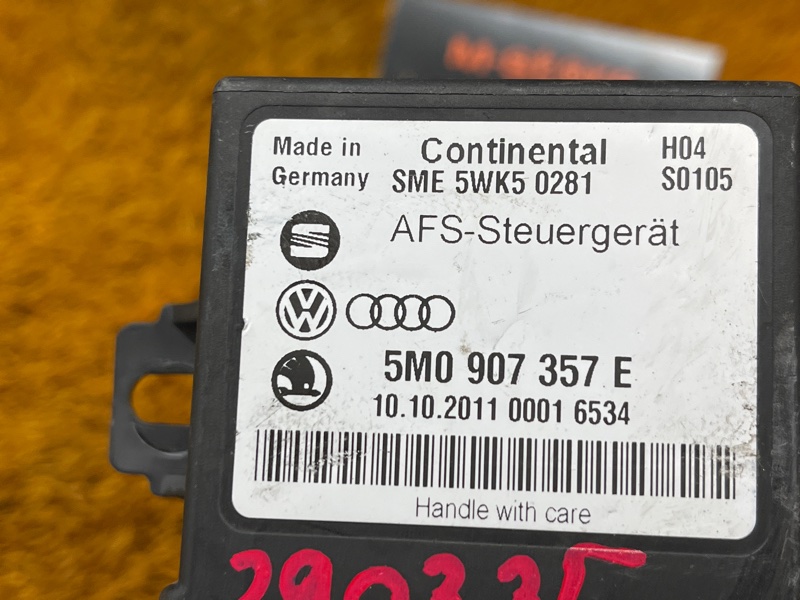 Made in Germany
Continental
SME 5WK5 0281
H04
S0105
AFS-Steuergerät
5M0 907 357 E
10.10.2011 0001 6534
Handle with care
290335